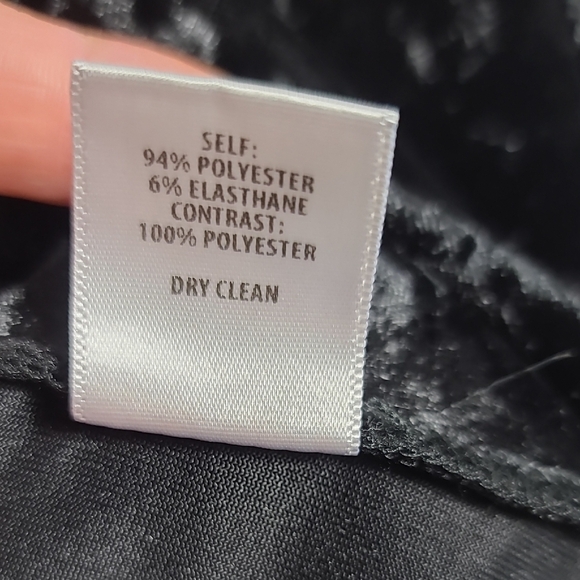 SELF:
94% POLYESTER
6% ELASTHANE
CONTRAST:
100% POLYESTER
DRY CLEAN